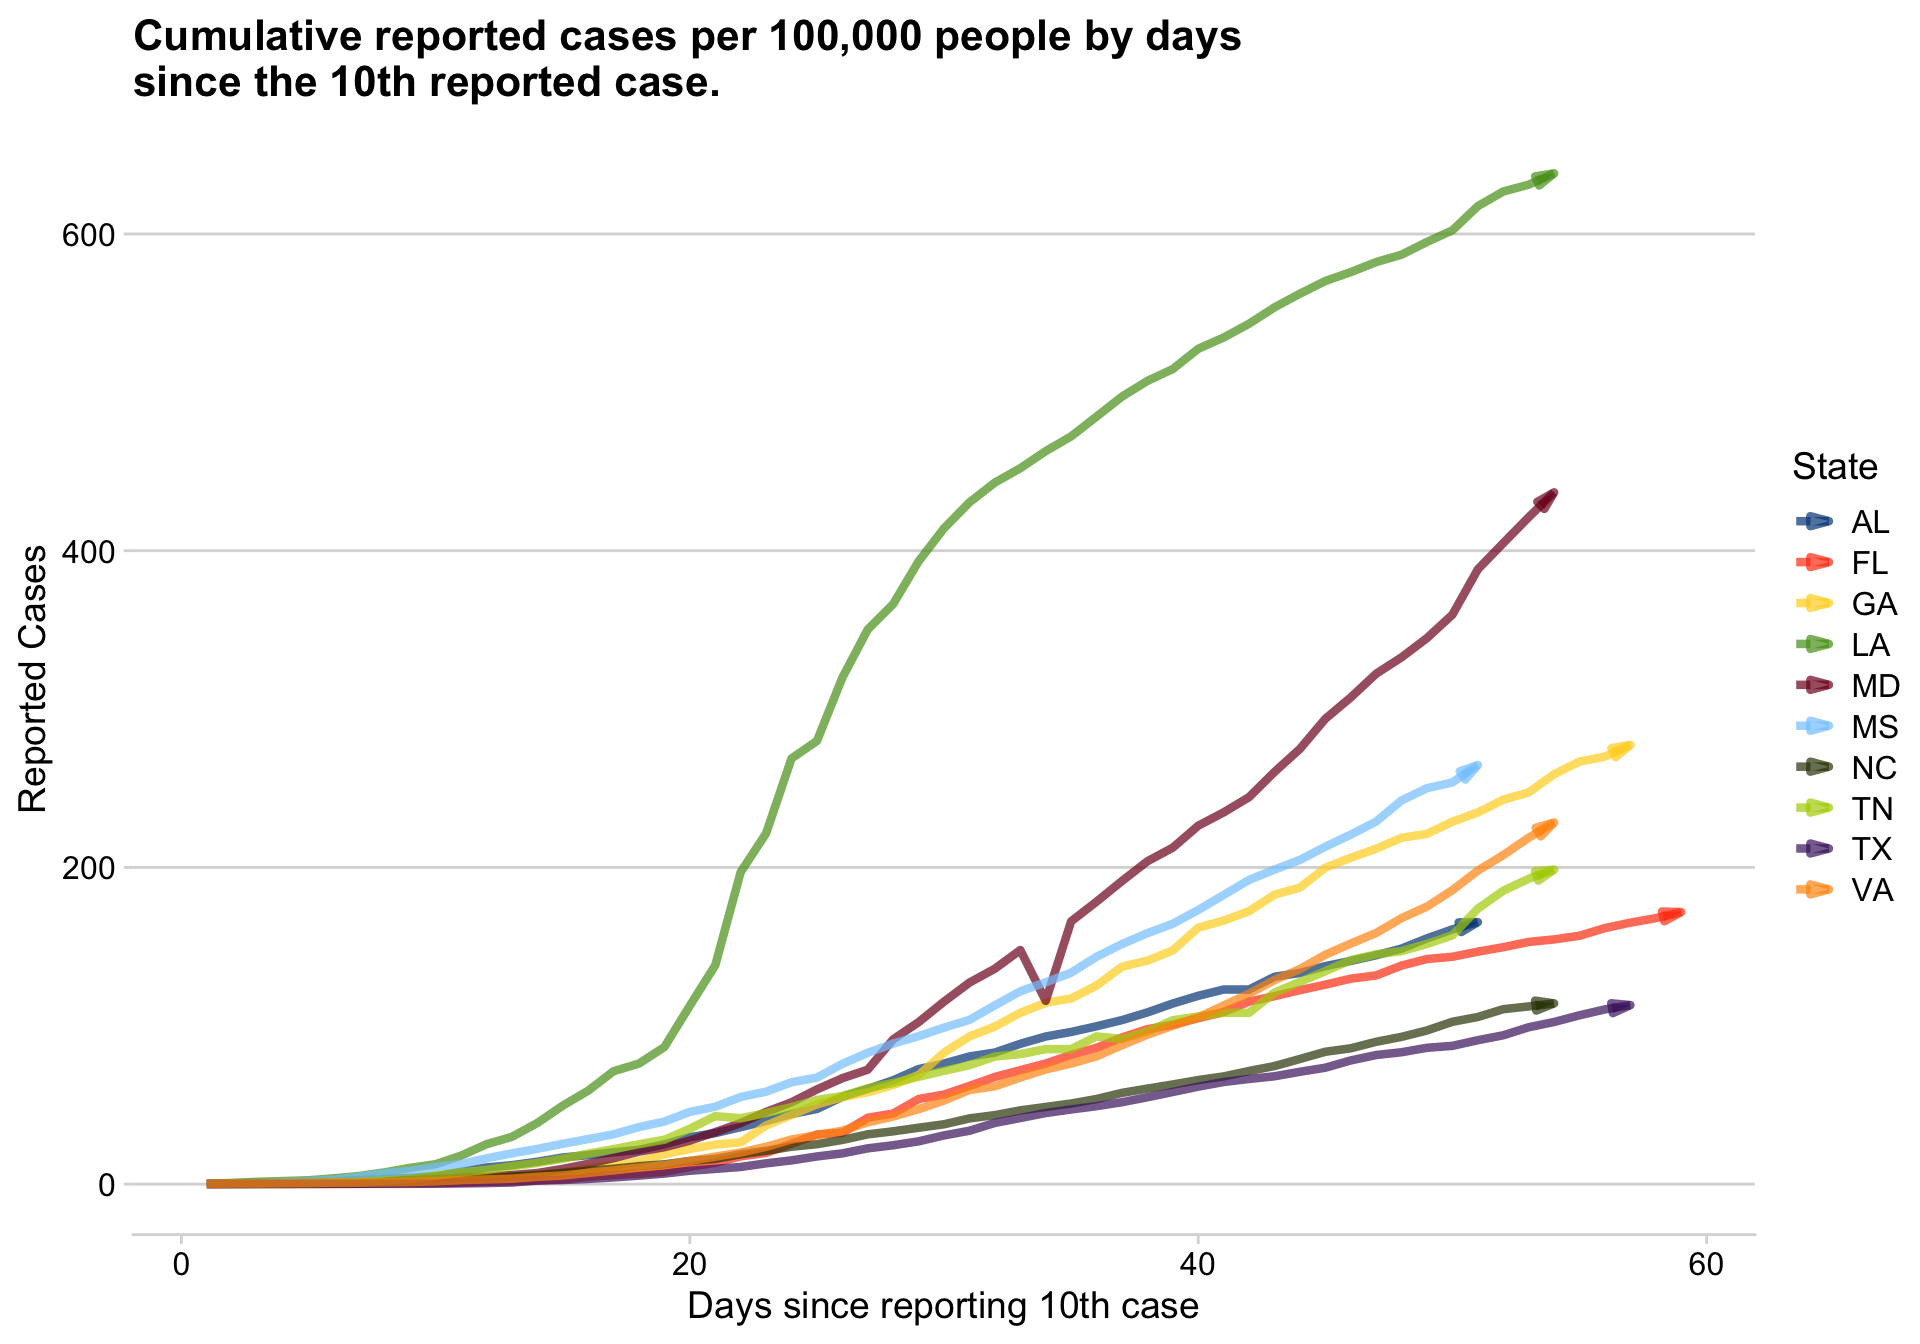 Cumulative reported cases per 100,000 people by days
since the 10th reported case.
600
400
200
0
Reported Cases
0 20 40 60
Days since reporting 10th case
State
AL
FL
GA
LA
MD
MS
NC
TN
TX
VA